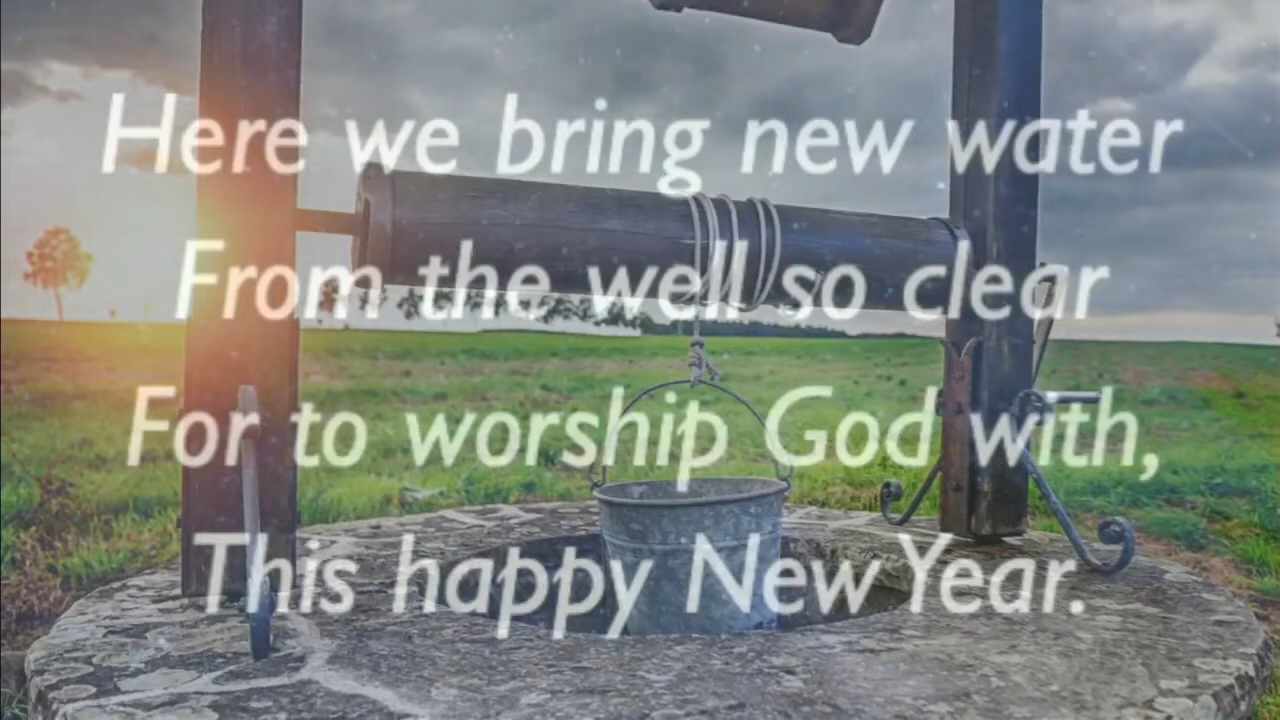 Here we bring new water
From the well so clear
For to worship God with,
This happy New Year.